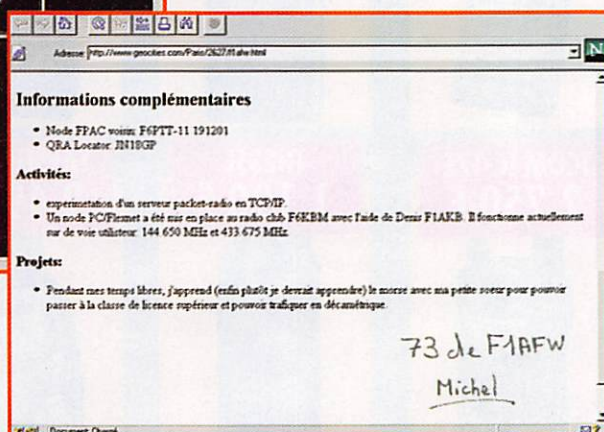 Adresse: http://www.geocities.com/Paris/2627/f1afw.html
N
Informations complémentaires
Node FPAC voisin: F6PTT-11 191201
QRA Locator: JN18GP
Activités:
experimetation d'un serveur packet-radio en TCP/IP.
Un node PC/Flexnet a été mis en place au radio club F6KBM avec l'aide de Denis F1AKB. Il fonctionne actuellement
sur de voie utiliseur: 144 650 MHz et 433 675 MHz.
Projets:
Pendant mes temps libres, j'apprend (enfin plutôt je devrait apprendre) le morse avec ma petite soeur pour pouvoir
passer à la classe de licence supérieur et pouvoir trafiquer en décamétrique.
73 de F1AFW
Michel
Document Chargé